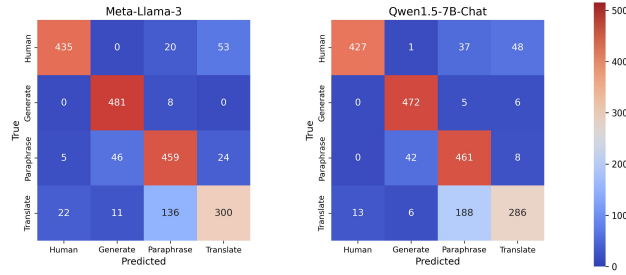 Meta-Llama-3
Qwen1.5-7B-Chat
True
Human
Generate
Paraphrase
Translate
435 0 20 53
0 481 8 0
5 46 459 24
22 11 136 300
Human Generate Paraphrase Translate
Predicted
True
Human
Generate
Paraphrase
Translate
427 1 37 48
0 472 5 6
0 42 461 8
13 6 188 286
Human Generate Paraphrase Translate
Predicted
500
400
300
200
100
0